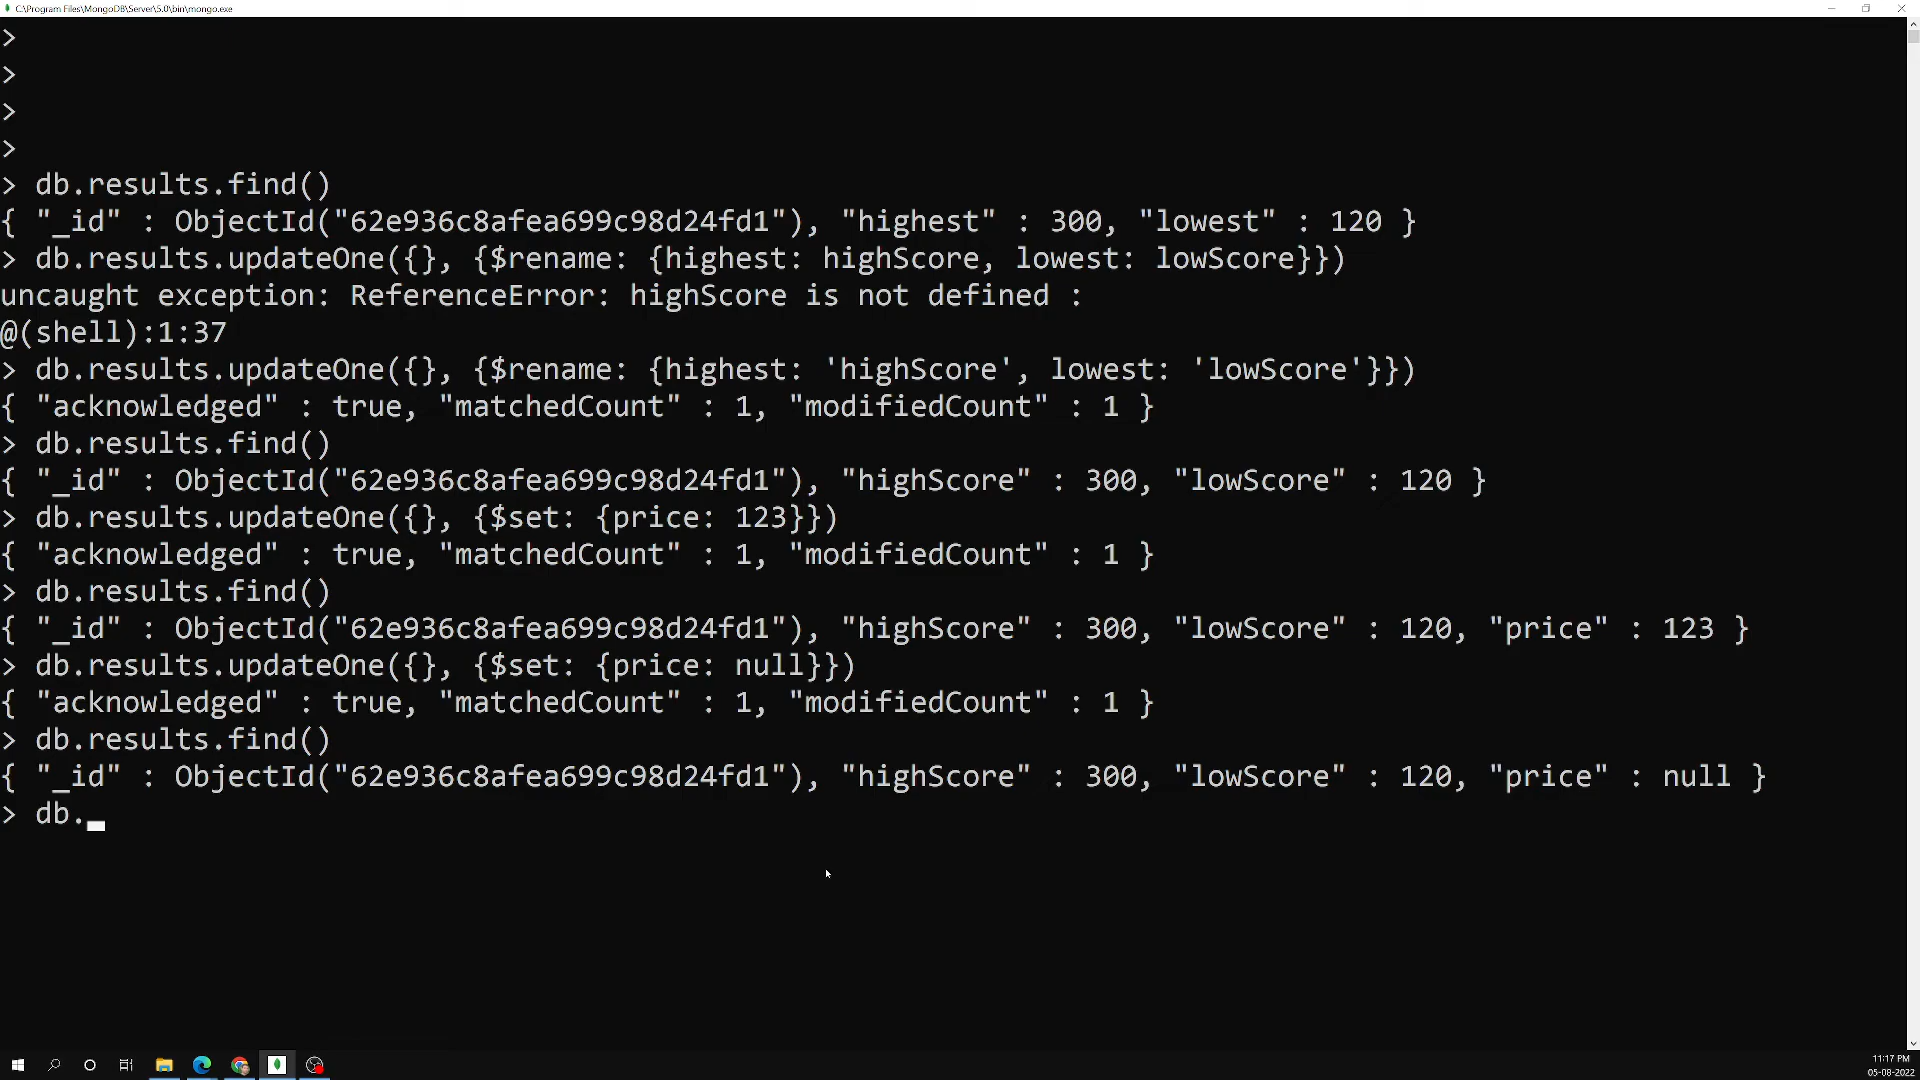 C:\Program Files\MongoDB\Server\5.0\bin\mongo.exe
>
>
>
>
> db.results.find()
{ "_id" : ObjectId("62e936c8afea699c98d24fd1"), "highest" : 300, "lowest" : 120 }
> db.results.updateOne({}, {$rename: {highest: highScore, lowest: lowScore}})
uncaught exception: ReferenceError: highScore is not defined :
@(shell):1:37
> db.results.updateOne({}, {$rename: {highest: 'highScore', lowest: 'lowScore'}})
{ "acknowledged" : true, "matchedCount" : 1, "modifiedCount" : 1 }
> db.results.find()
{ "_id" : ObjectId("62e936c8afea699c98d24fd1"), "highScore" : 300, "lowScore" : 120 }
> db.results.updateOne({}, {$set: {price: 123}})
{ "acknowledged" : true, "matchedCount" : 1, "modifiedCount" : 1 }
> db.results.find()
{ "_id" : ObjectId("62e936c8afea699c98d24fd1"), "highScore" : 300, "lowScore" : 120, "price" : 123 }
> db.results.updateOne({}, {$set: {price: null}})
{ "acknowledged" : true, "matchedCount" : 1, "modifiedCount" : 1 }
> db.results.find()
{ "_id" : ObjectId("62e936c8afea699c98d24fd1"), "highScore" : 300, "lowScore" : 120, "price" : null }
> db.
11:17 PM
05-08-2022